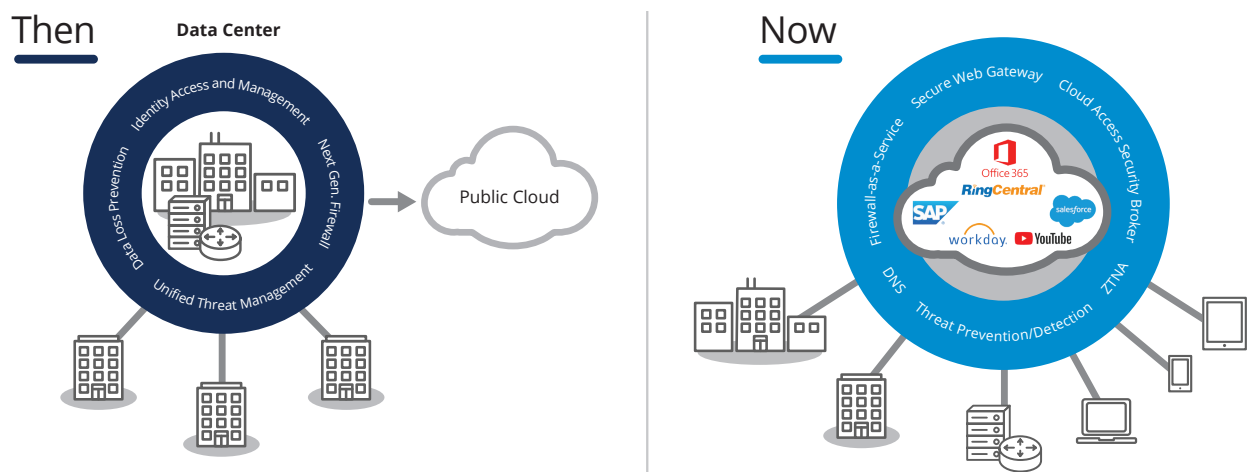 Then
Data Center
Identity Access and Management
Next Gen. Firewall
Unified Threat Management
Data Loss Prevention
Public Cloud
Now
Secure Web Gateway
Cloud Access Security Broker
ZTNA
Threat Prevention/Detection
DNS
Firewall-as-a-Service
Office 365
RingCentral
SAP
salesforce
workday
YouTube